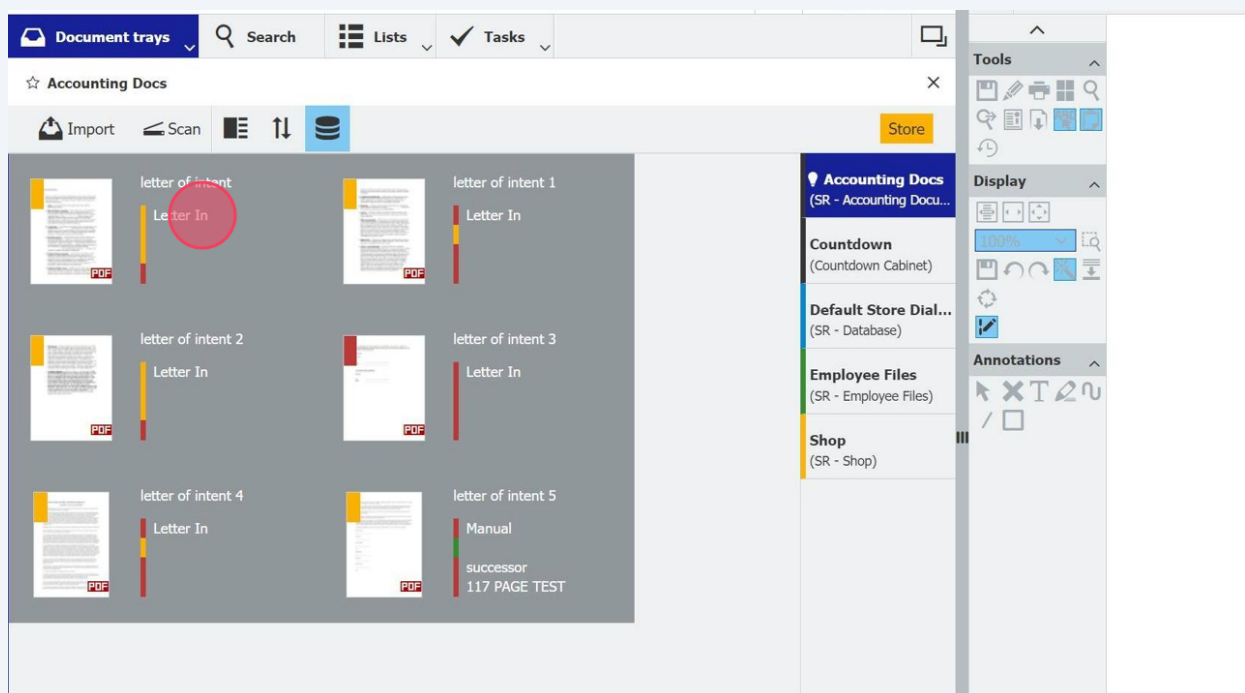 Document trays
Search
Lists
Tasks
Accounting Docs
Import
Scan
Store
letter of intent
Letter In
PDF
letter of intent 1
Letter In
PDF
letter of intent 2
Letter In
PDF
letter of intent 3
Letter In
PDF
letter of intent 4
Letter In
PDF
letter of intent 5
Manual
successor
117 PAGE TEST
PDF
Accounting Docs
(SR - Accounting Docu...
Countdown
(Countdown Cabinet)
Default Store Dial...
(SR - Database)
Employee Files
(SR - Employee Files)
Shop
(SR - Shop)
Tools
Display
100%
Annotations
T